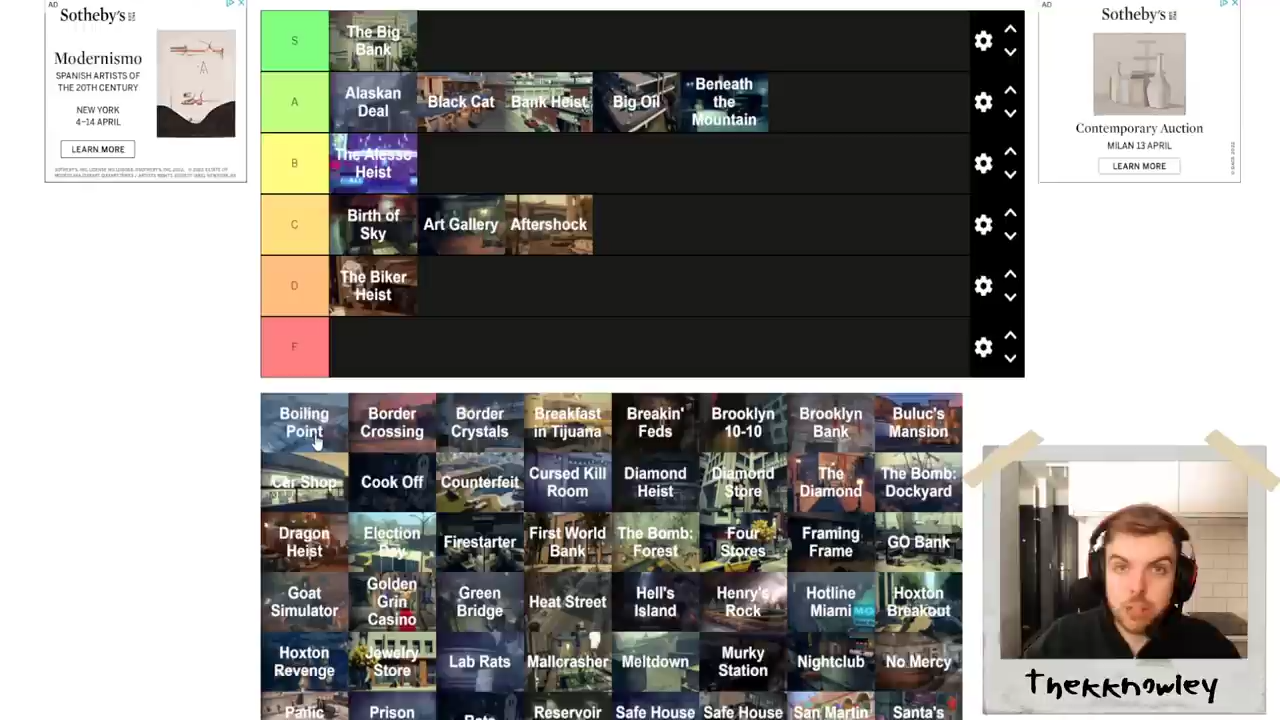 AD
Sotheby's
Modernismo
SPANISH ARTISTS OF
THE 20TH CENTURY
NEW YORK
4–14 APRIL
LEARN MORE
S
The Big
Bank
A
Alaskan
Deal
Black Cat
Bank Heist
Big Oil
Beneath
the
Mountain
B
The Alesso
Heist
C
Birth of
Sky
Art Gallery
Aftershock
D
The Biker
Heist
F
AD
Sotheby's
Contemporary Auction
MILAN 13 APRIL
LEARN MORE
Boiling
Point
Border
Crossing
Border
Crystals
Breakfast
in Tijuana
Breakin'
Feds
Brooklyn
10-10
Brooklyn
Bank
Buluc's
Mansion
Car Shop
Cook Off
Counterfeit
Cursed Kill
Room
Diamond
Heist
Diamond
Store
The
Diamond
The Bomb:
Dockyard
Dragon
Heist
Election
Day
Firestarter
First World
Bank
The Bomb:
Forest
Four
Stores
Framing
Frame
GO Bank
Goat
Simulator
Golden
Grin
Casino
Green
Bridge
Heat Street
Hell's
Island
Henry's
Rock
Hotline
Miami
Hoxton
Breakout
Hoxton
Revenge
Jewelry
Store
Lab Rats
Mallcrasher
Meltdown
Murky
Station
Nightclub
No Mercy
Panic
Prison
Rats
Reservoir
Safe House
Safe House
San Martin
Santa's
Thekknowley